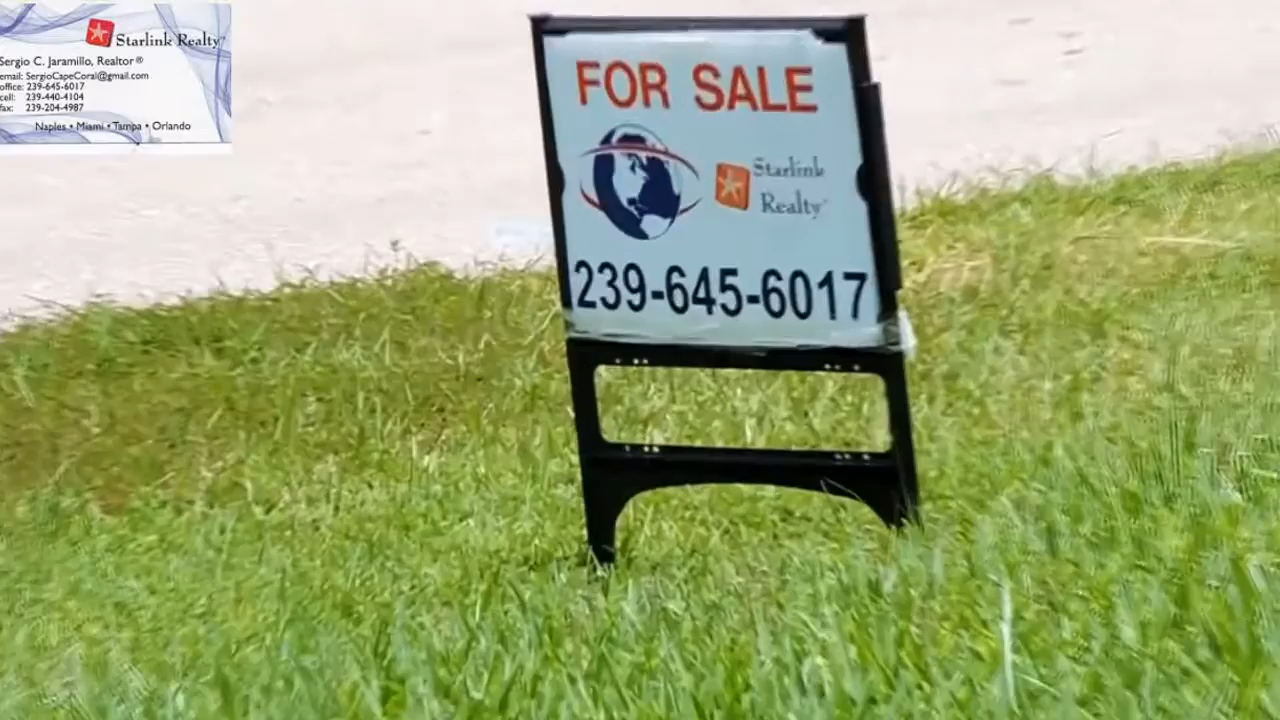 Starlink Realty
Sergio C. Jaramillo, Realtor®
email: SergioCapeCoral@gmail.com
office: 239-645-6017
cell: 239-440-4104
fax: 239-204-4987
Naples • Miami • Tampa • Orlando
FOR SALE
Starlink
Realty
239-645-6017